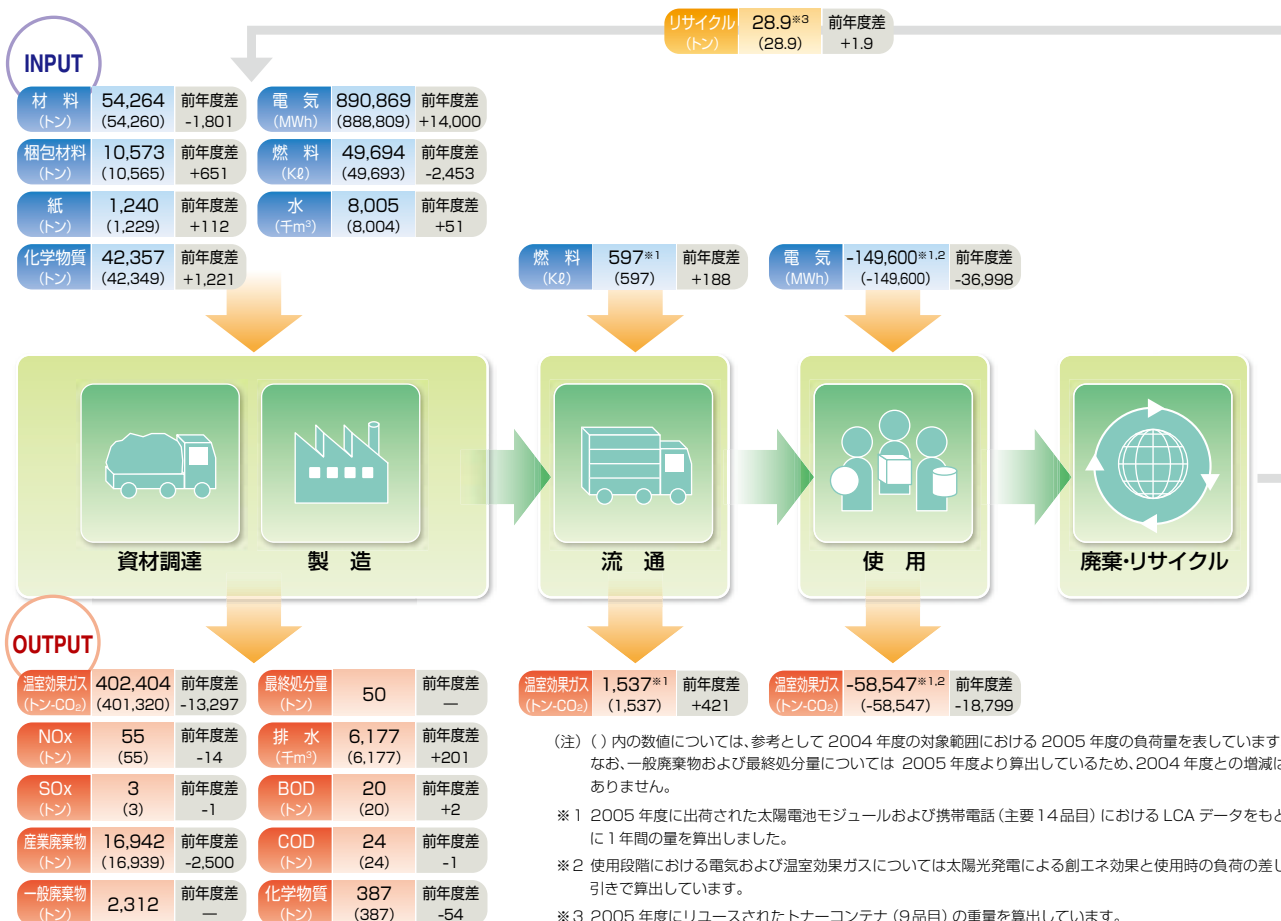 リサイクル 28.9※3 前年度差
(トン) (28.9) +1.9
INPUT
材 料 54,264 前年度差
(トン) (54,260) -1,801
電 気 890,869 前年度差
(MWh) (888,809) +14,000
梱包材料 10,573 前年度差
(トン) (10,565) +651
燃 料 49,694 前年度差
(Kℓ) (49,693) -2,453
紙 1,240 前年度差
(トン) (1,229) +112
水 8,005 前年度差
(千m³) (8,004) +51
化学物質 42,357 前年度差
(トン) (42,349) +1,221
燃 料 597※1 前年度差
(Kℓ) (597) +188
電 気 -149,600※1,2 前年度差
(MWh) (-149,600) -36,998
資材調達
製 造
流 通
使 用
廃棄・リサイクル
OUTPUT
温室効果ガス 402,404 前年度差
(トン-CO₂) (401,320) -13,297
最終処分量 50 前年度差
(トン) —
NOx 55 前年度差
(トン) (55) -14
排 水 6,177 前年度差
(千m³) (6,177) +201
SOx 3 前年度差
(トン) (3) -1
BOD 20 前年度差
(トン) (20) +2
産業廃棄物 16,942 前年度差
(トン) (16,939) -2,500
COD 24 前年度差
(トン) (24) -1
一般廃棄物 2,312 前年度差
(トン) —
化学物質 387 前年度差
(トン) (387) -54
温室効果ガス 1,537※1 前年度差
(トン-CO₂) (1,537) +421
温室効果ガス -58,547※1,2 前年度差
(トン-CO₂) (-58,547) -18,799
(注) ( ) 内の数値については、参考として 2004 年度の対象範囲における 2005 年度の負荷量を表しています
なお、一般廃棄物および最終処分量については 2005 年度より算出しているため、2004 年度との増減は
ありません。
※1 2005 年度に出荷された太陽電池モジュールおよび携帯電話 (主要14品目) における LCA データをもと
に1年間の量を算出しました。
※2 使用段階における電気および温室効果ガスについては太陽光発電による創エネ効果と使用時の負荷の差し
引きで算出しています。
※3 2005 年度にリユースされたトナーコンテナ (9品目) の重量を算出しています。